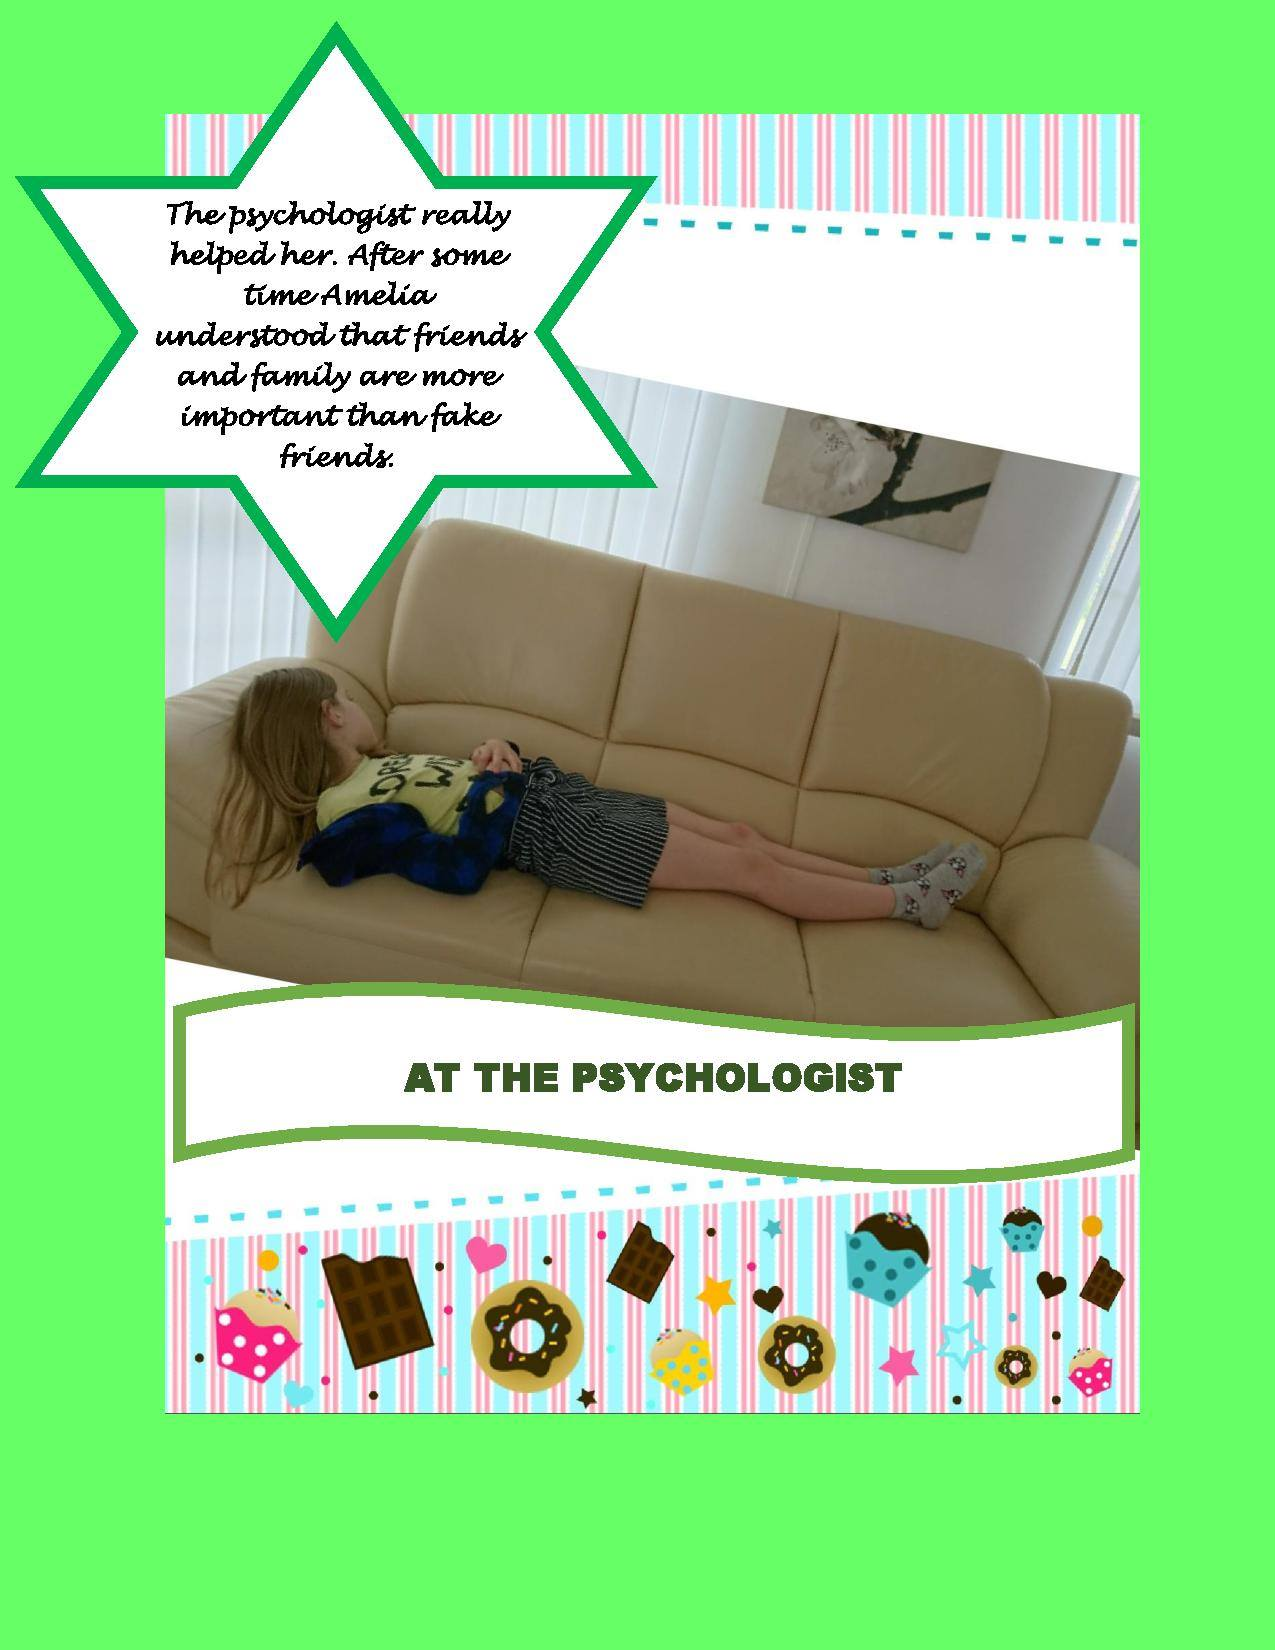 The psychologist really
helped her. After some
time Amelia
understood that friends
and family are more
important than fake
friends.
AT THE PSYCHOLOGIST